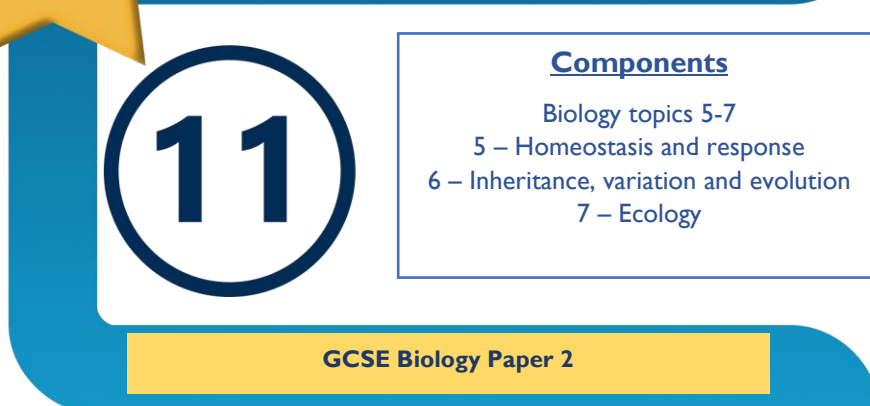 11
Components
Biology topics 5-7
5 – Homeostasis and response
6 – Inheritance, variation and evolution
7 – Ecology
GCSE Biology Paper 2